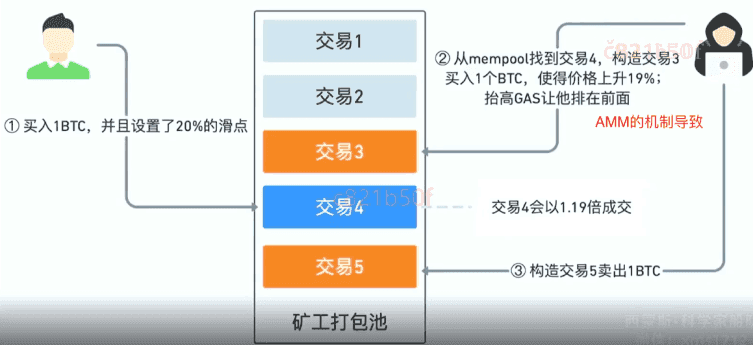 交易1
交易2
交易3
交易4
交易5
矿工打包池
① 买入1BTC，并且设置了20%的滑点
② 从mempool找到交易4，构造交易3
买入1个BTC，使得价格上升19%；
抬高GAS让他排在前面
AMM的机制导致
交易4会以1.19倍成交
③ 构造交易5卖出1BTC
c821b50f
c821b50f